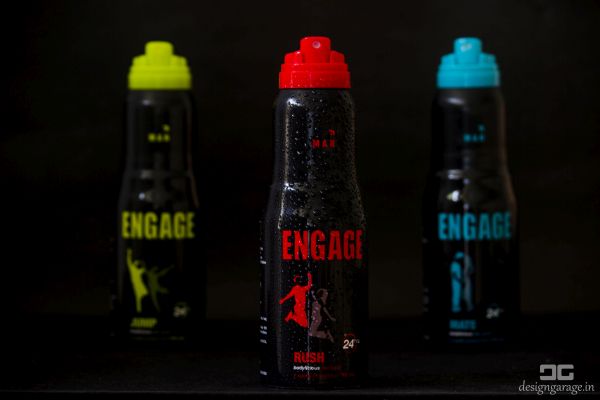 MAN
ENGAGE
24
JUMP
MAN
ENGAGE
24
RUSH
bodylicious
MAN
ENGAGE
24
MATE
designgarage.in